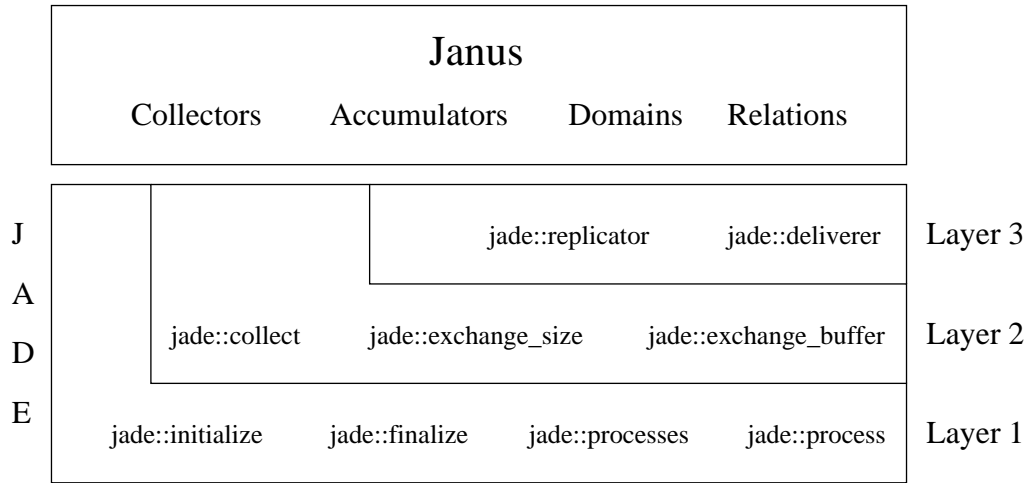 Janus
Collectors Accumulators Domains Relations
J jade::replicator jade::deliverer Layer 3
A
jade::collect jade::exchange_size jade::exchange_buffer Layer 2
D
E
jade::initialize jade::finalize jade::processes jade::process Layer 1